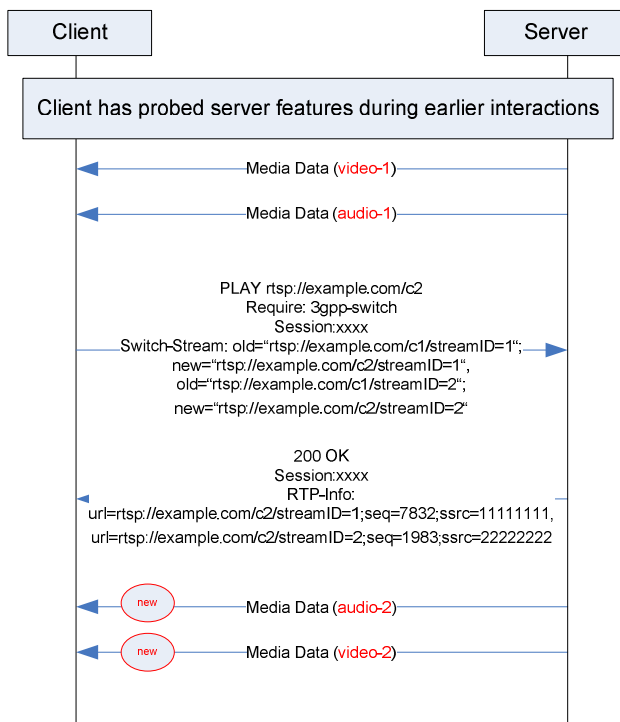 Client
Server
Client has probed server features during earlier interactions
Media Data (video-1)
Media Data (audio-1)
PLAY rtsp://example.com/c2
Require: 3gpp-switch
Session:xxxx
Switch-Stream: old=“rtsp://example.com/c1/streamID=1“;
new=“rtsp://example.com/c2/streamID=1“,
old=“rtsp://example.com/c1/streamID=2“;
new=“rtsp://example.com/c2/streamID=2“
200 OK
Session:xxxx
RTP-Info:
url=rtsp://example.com/c2/streamID=1;seq=7832;ssrc=11111111,
url=rtsp://example.com/c2/streamID=2;seq=1983;ssrc=22222222
new
Media Data (audio-2)
new
Media Data (video-2)